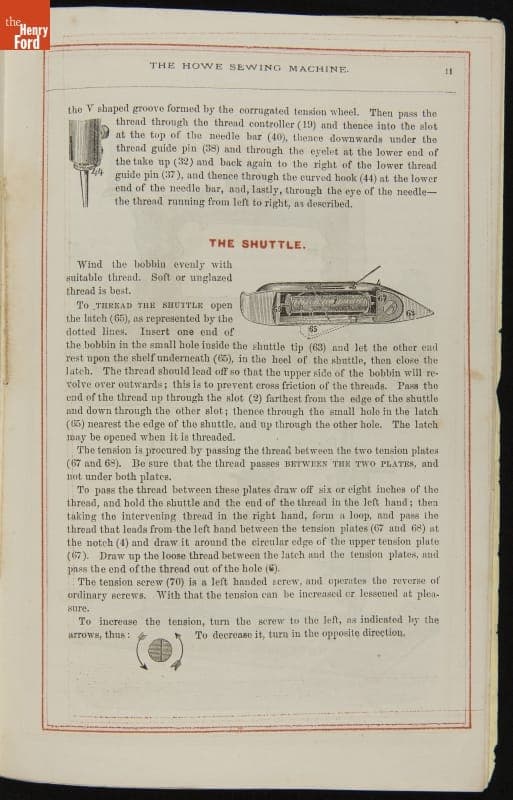 the
Henry
Ford
THE HOWE SEWING MACHINE.
11
the V shaped groove formed by the corrugated tension wheel. Then pass the
thread through the thread controller (19) and thence into the slot
at the top of the needle bar (40), thence downwards under the
thread guide pin (38) and through the eyelet at the lower end of
the take up (32) and back again to the right of the lower thread
guide pin (37), and thence through the curved hook (44) at the lower
end of the needle bar, and, lastly, through the eye of the needle—
the thread running from left to right, as described.
44
THE SHUTTLE.
Wind the bobbin evenly with
suitable thread. Soft or unglazed
thread is best.
To THREAD THE SHUTTLE open
the latch (65), as represented by the
dotted lines. Insert one end of
67
63
65
the bobbin in the small hole inside the shuttle tip (63) and let the other end
rest upon the shelf underneath (65), in the heel of the shuttle, then close the
latch. The thread should lead off so that the upper side of the bobbin will re-
volve over outwards; this is to prevent cross friction of the threads. Pass the
end of the thread up through the slot (2) farthest from the edge of the shuttle
and down through the other slot; thence through the small hole in the latch
(65) nearest the edge of the shuttle, and up through the other hole. The latch
may be opened when it is threaded.
The tension is procured by passing the thread between the two tension plates
(67 and 68). Be sure that the thread passes BETWEEN THE TWO PLATES, and
not under both plates.
To pass the thread between these plates draw off six or eight inches of the
thread, and hold the shuttle and the end of the thread in the left hand; then
taking the intervening thread in the right hand, form a loop, and pass the
thread that leads from the left hand between the tension plates (67 and 68) at
the notch (4) and draw it around the circular edge of the upper tension plate
(67). Draw up the loose thread between the latch and the tension plates, and
pass the end of the thread out of the hole (6).
The tension screw (70) is a left handed screw, and operates the reverse of
ordinary screws. With that the tension can be increased or lessened at plea-
sure.
To increase the tension, turn the screw to the left, as indicated by the
arrows, thus: To decrease it, turn in the opposite direction.